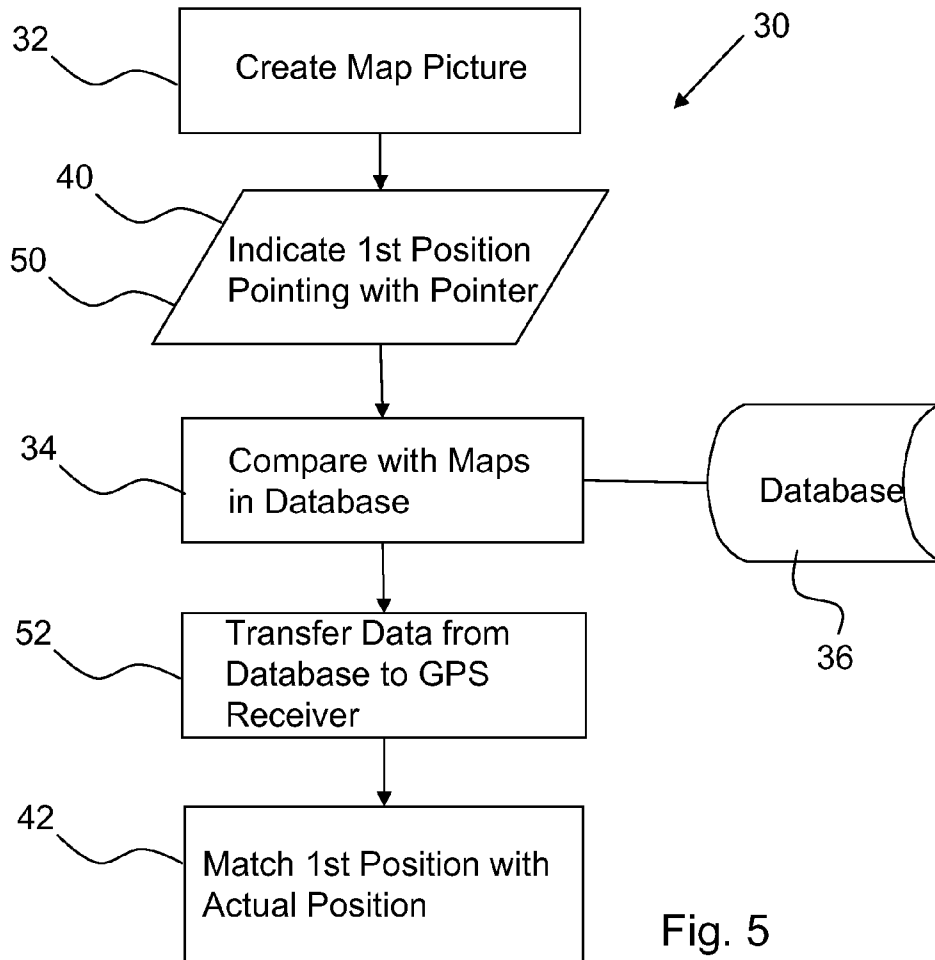 32
Create Map Picture
30
40
50
Indicate 1st Position
Pointing with Pointer
34
Compare with Maps
in Database
Database
36
52
Transfer Data from
Database to GPS
Receiver
42
Match 1st Position with
Actual Position
Fig. 5